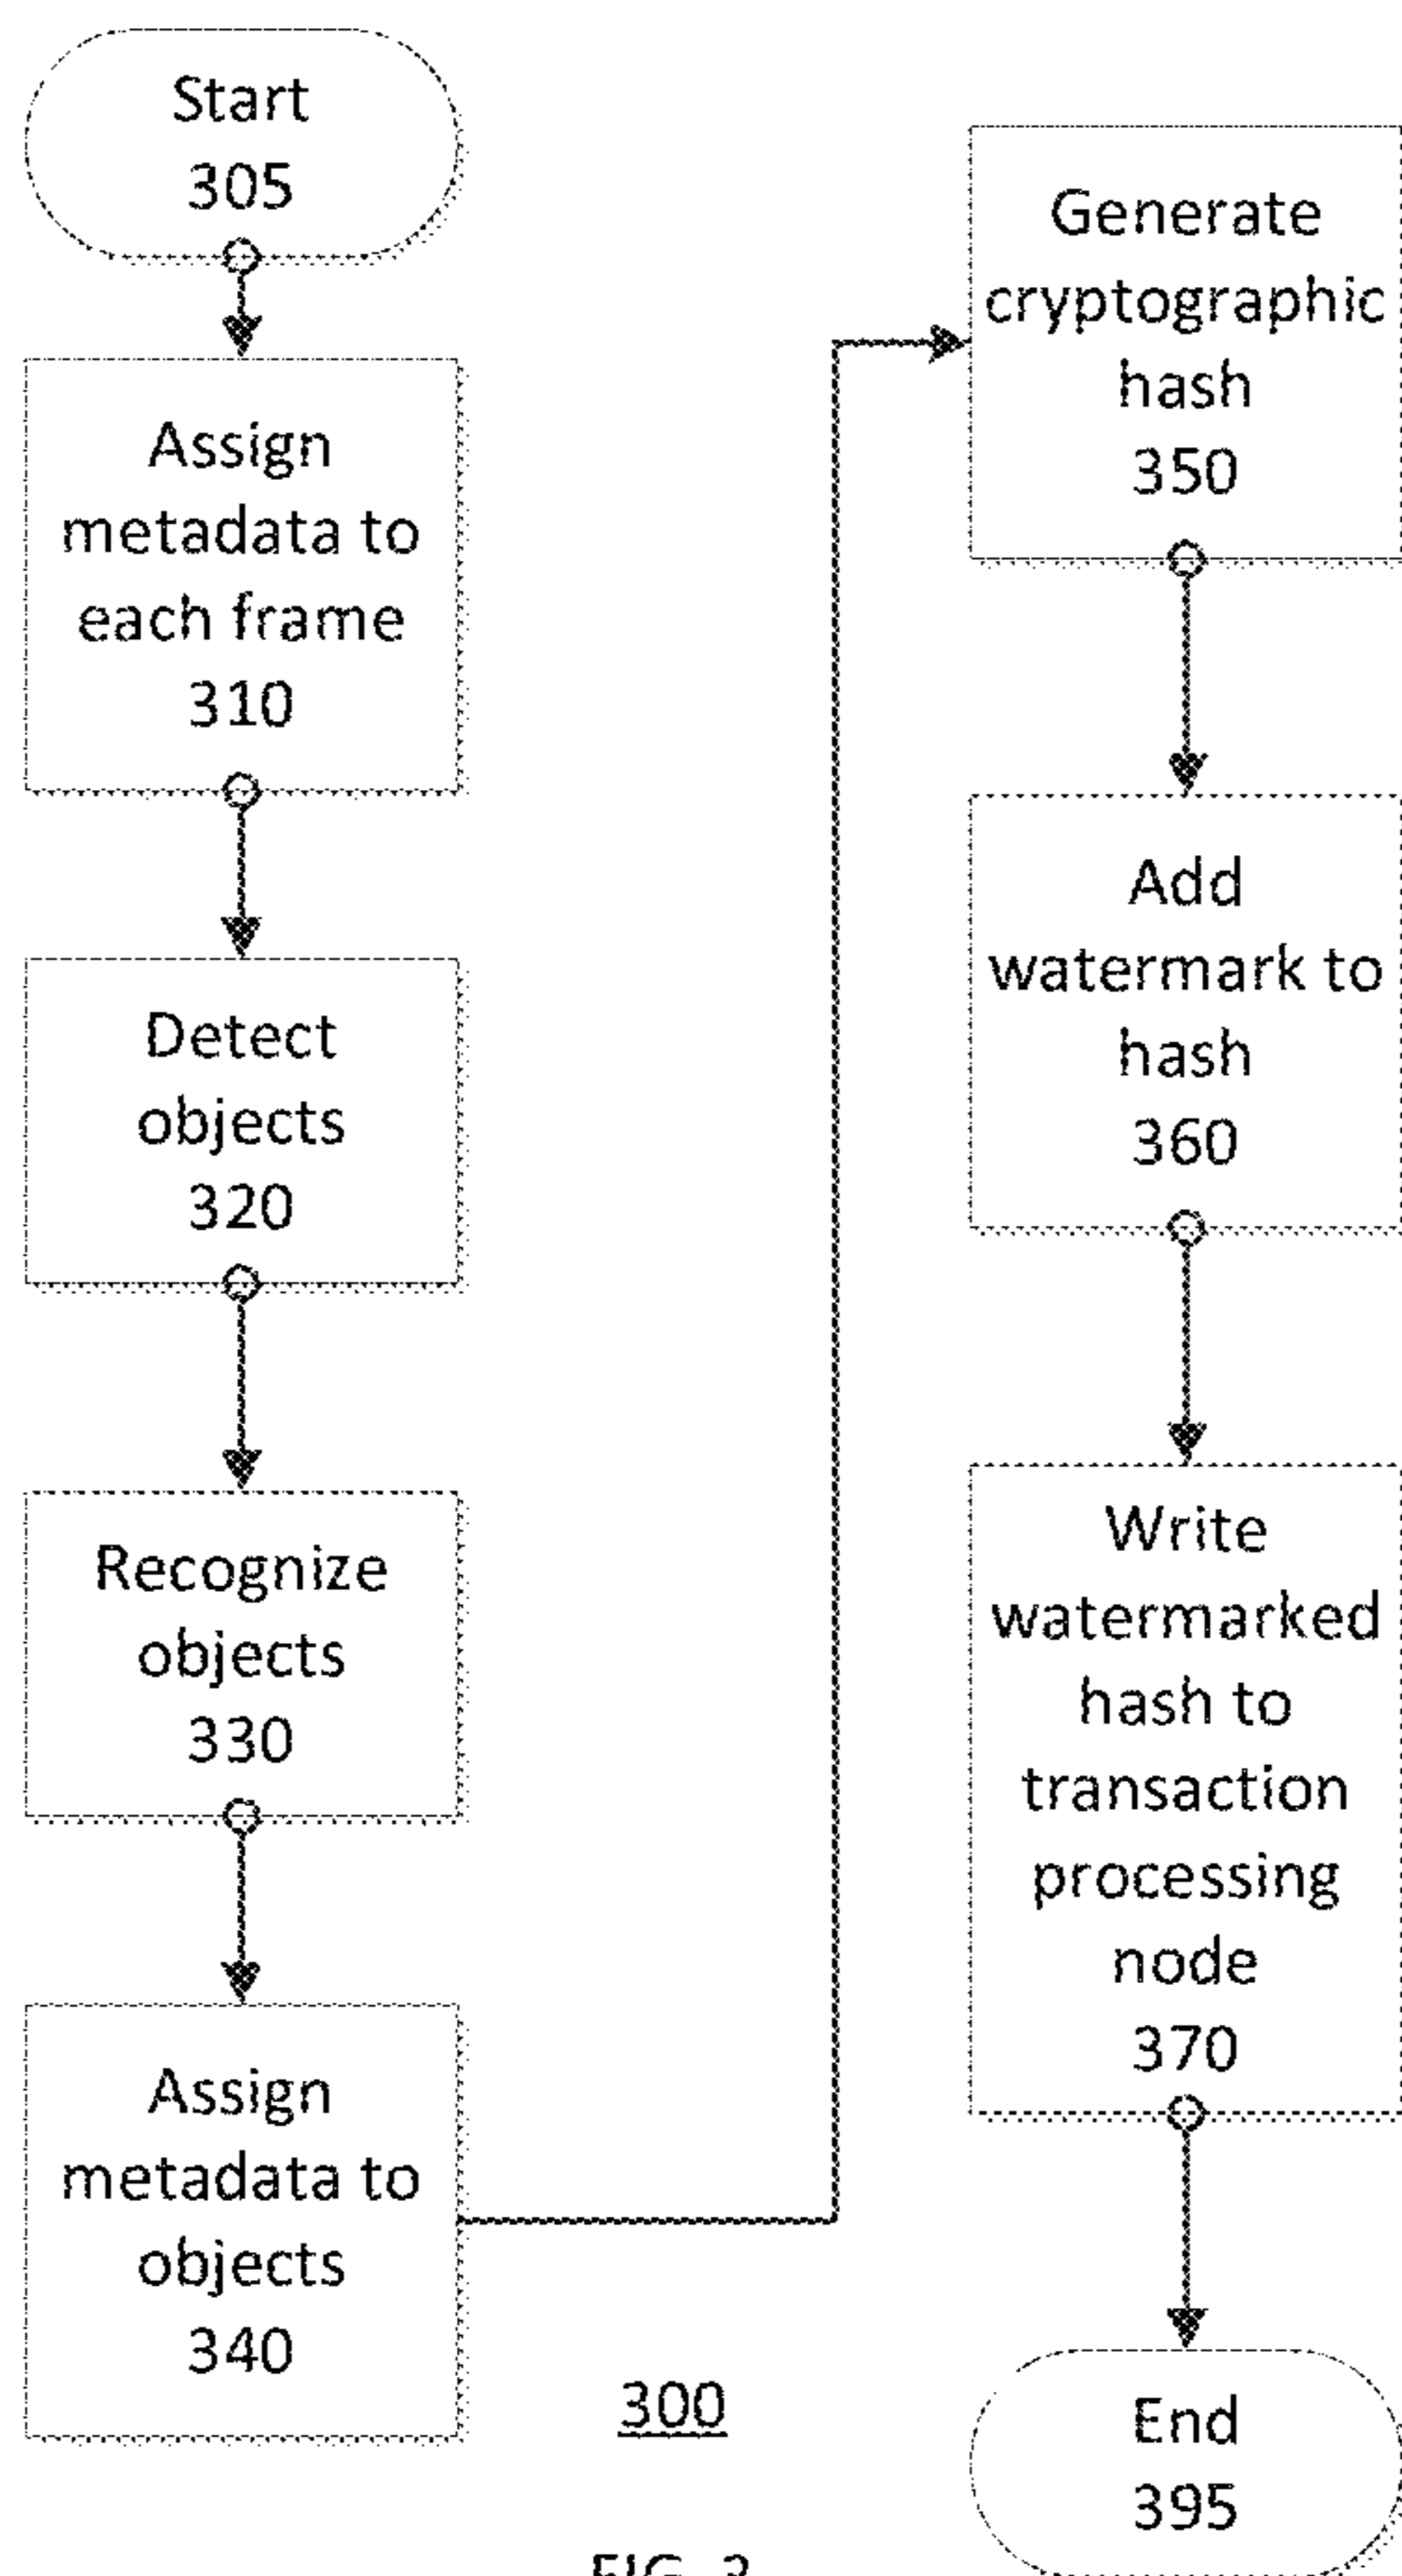 Start
305
Assign
metadata to
each frame
310
Detect
objects
320
Recognize
objects
330
Assign
metadata to
objects
340
Generate
cryptographic
hash
350
Add
watermark to
hash
360
Write
watermarked
hash to
transaction
processing
node
370
End
395
300
FIG.